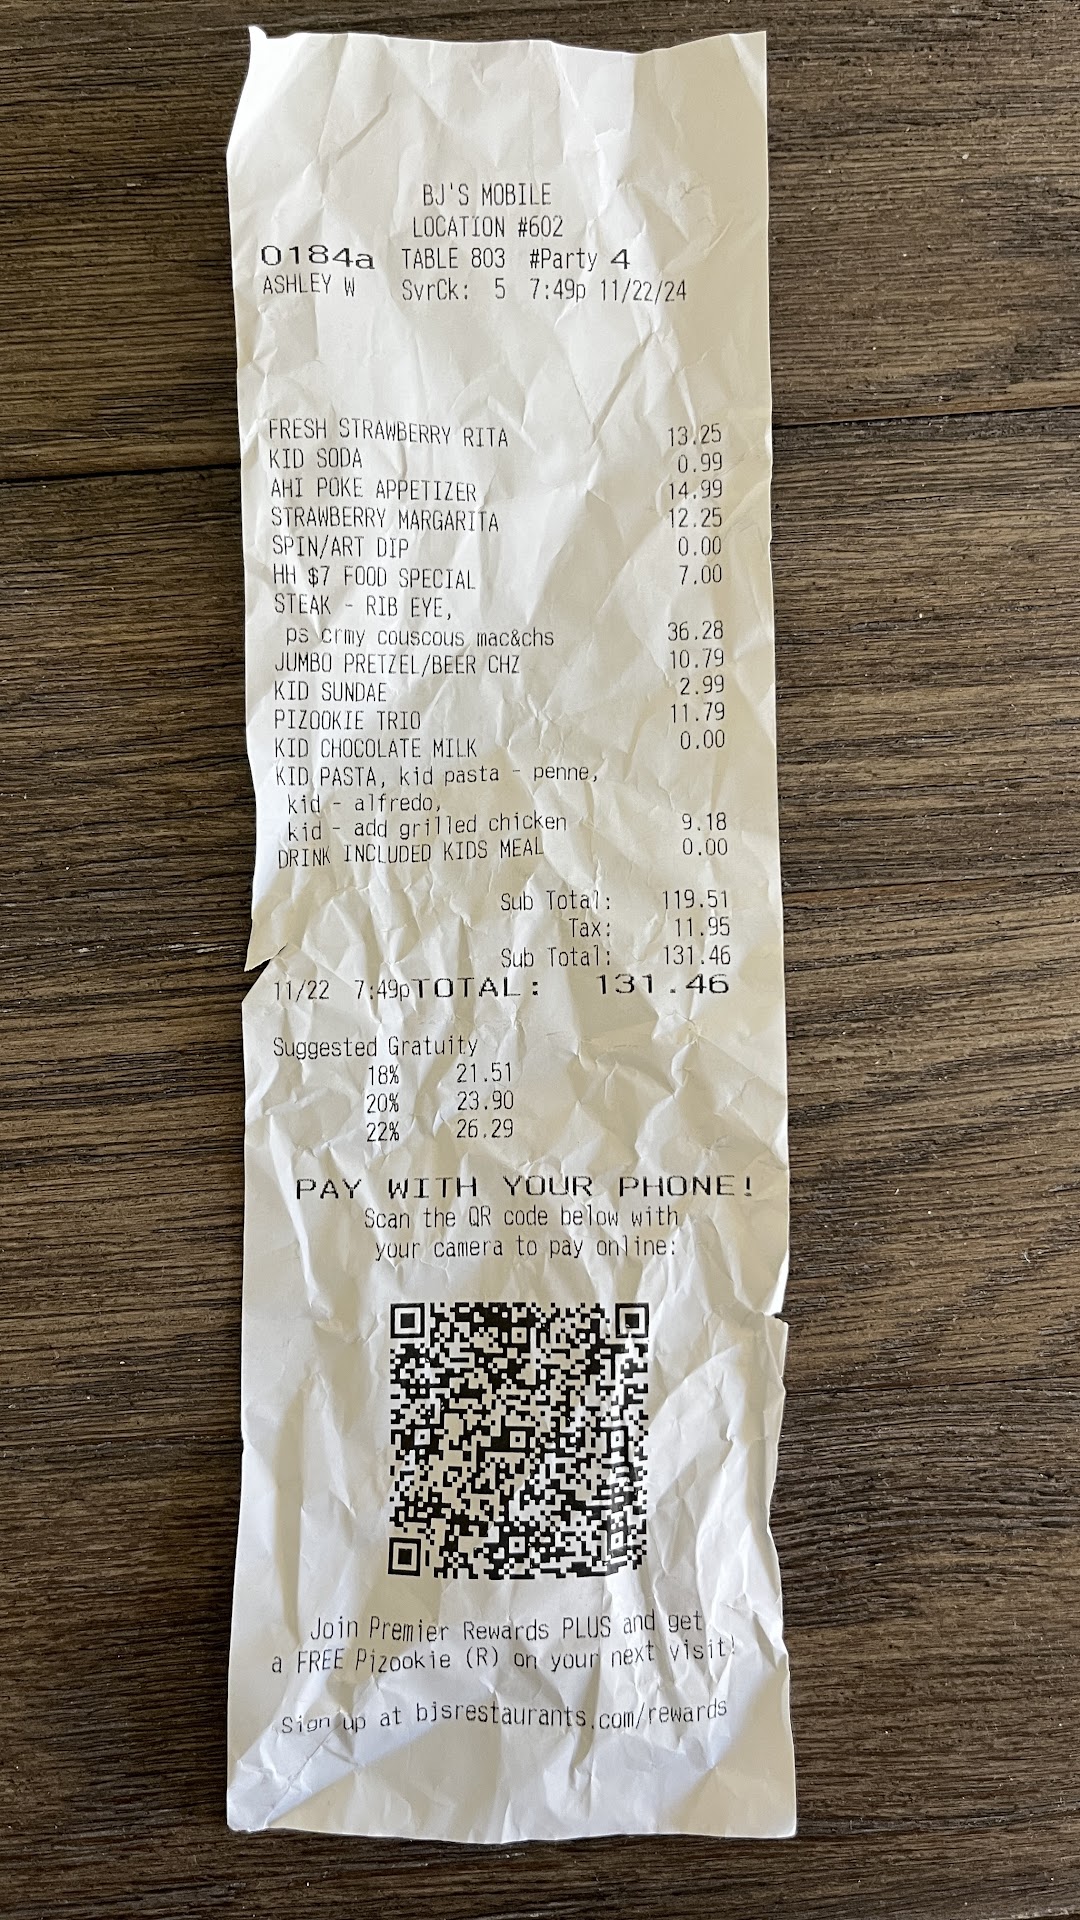 BJ'S MOBILE
LOCATION #602
0184a TABLE 803 #Party 4
ASHLEY W SvrCk: 5 7:49p 11/22/24
FRESH STRAWBERRY RITA 13.25
KID SODA 0.99
AHI POKE APPETIZER 14.99
STRAWBERRY MARGARITA 12.25
SPIN/ART DIP 0.00
HH $7 FOOD SPECIAL 7.00
STEAK - RIB EYE,
ps crmy couscous mac&chs 36.28
JUMBO PRETZEL/BEER CHZ 10.79
KID SUNDAE 2.99
PIZOOKIE TRIO 11.79
KID CHOCOLATE MILK 0.00
KID PASTA, kid pasta - penne,
kid - alfredo,
kid - add grilled chicken 9.18
DRINK INCLUDED KIDS MEAL 0.00
Sub Total: 119.51
Tax: 11.95
Sub Total: 131.46
11/22 7:49pTOTAL: 131.46
Suggested Gratuity
18% 21.51
20% 23.90
22% 26.29
PAY WITH YOUR PHONE!
Scan the QR code below with
your camera to pay online:
Join Premier Rewards PLUS and get
a FREE Pizookie (R) on your next visit!
Sign up at bjsrestaurants.com/rewards